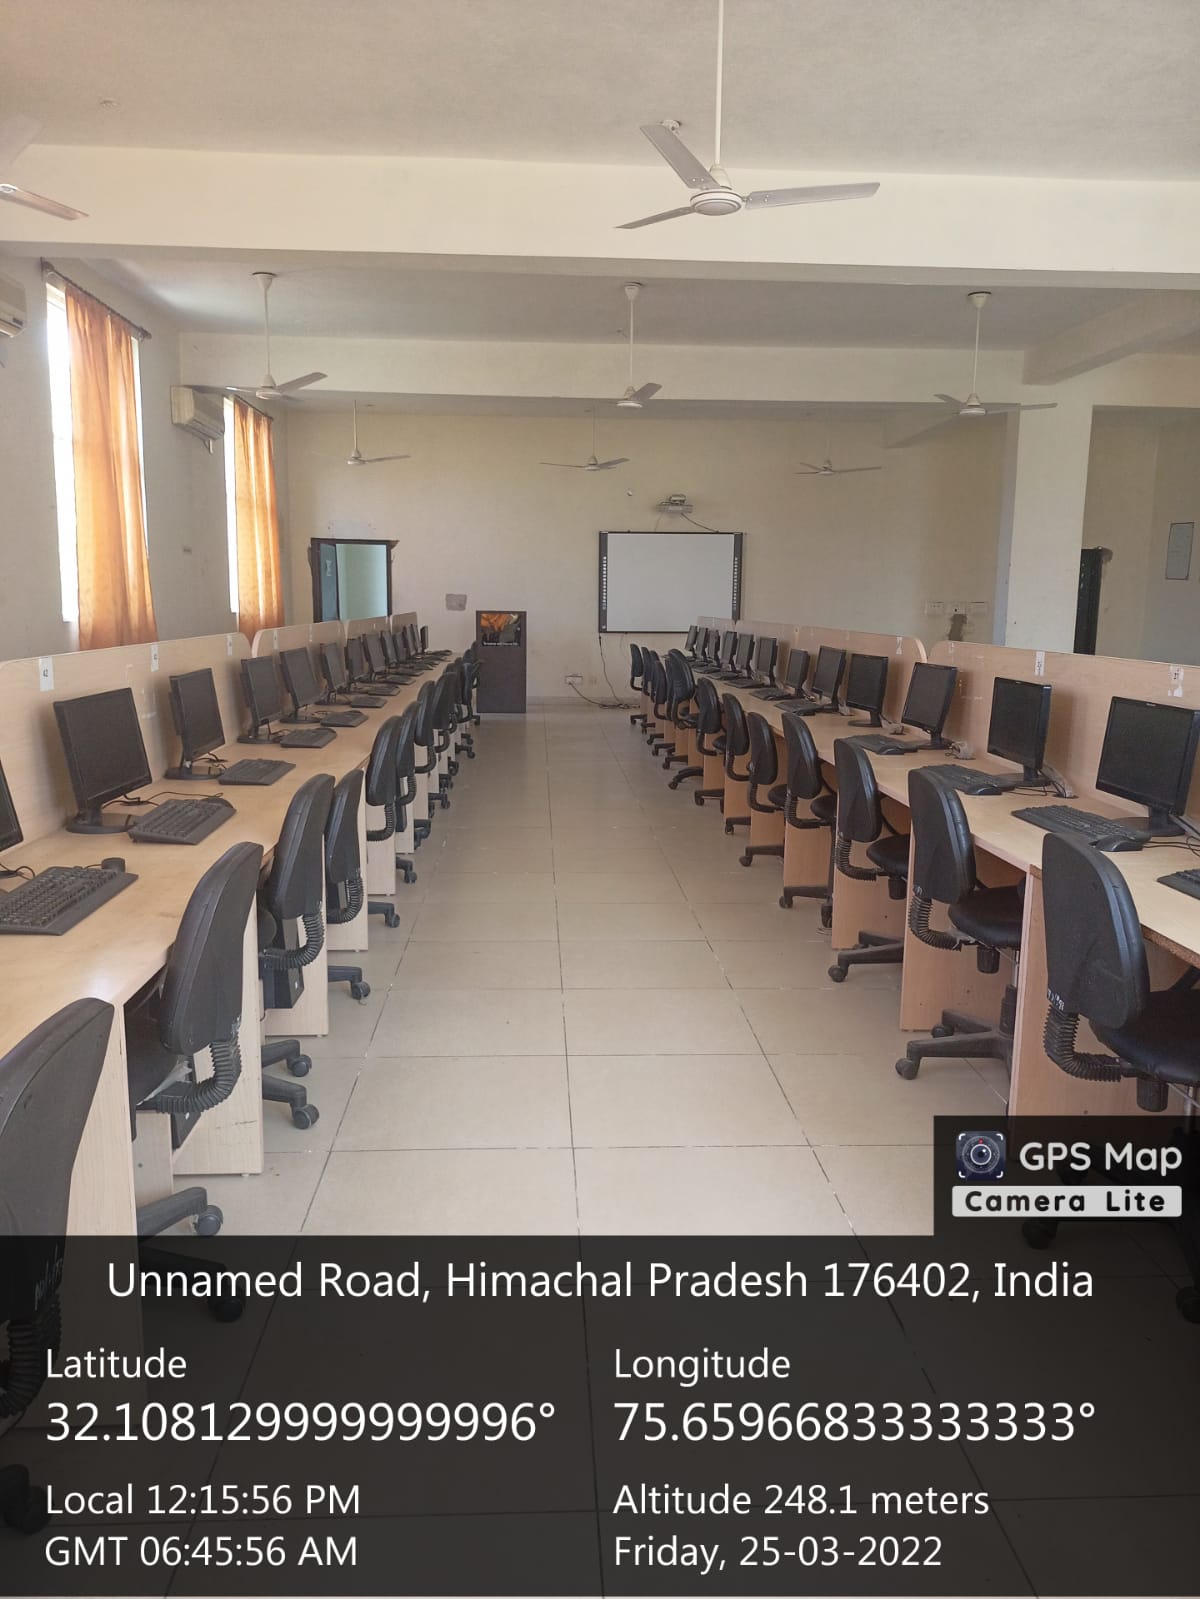 42
GPS Map
Camera Lite
Unnamed Road, Himachal Pradesh 176402, India
Latitude
32.108129999999996°
Longitude
75.65966833333333°
Local 12:15:56 PM
GMT 06:45:56 AM
Altitude 248.1 meters
Friday, 25-03-2022